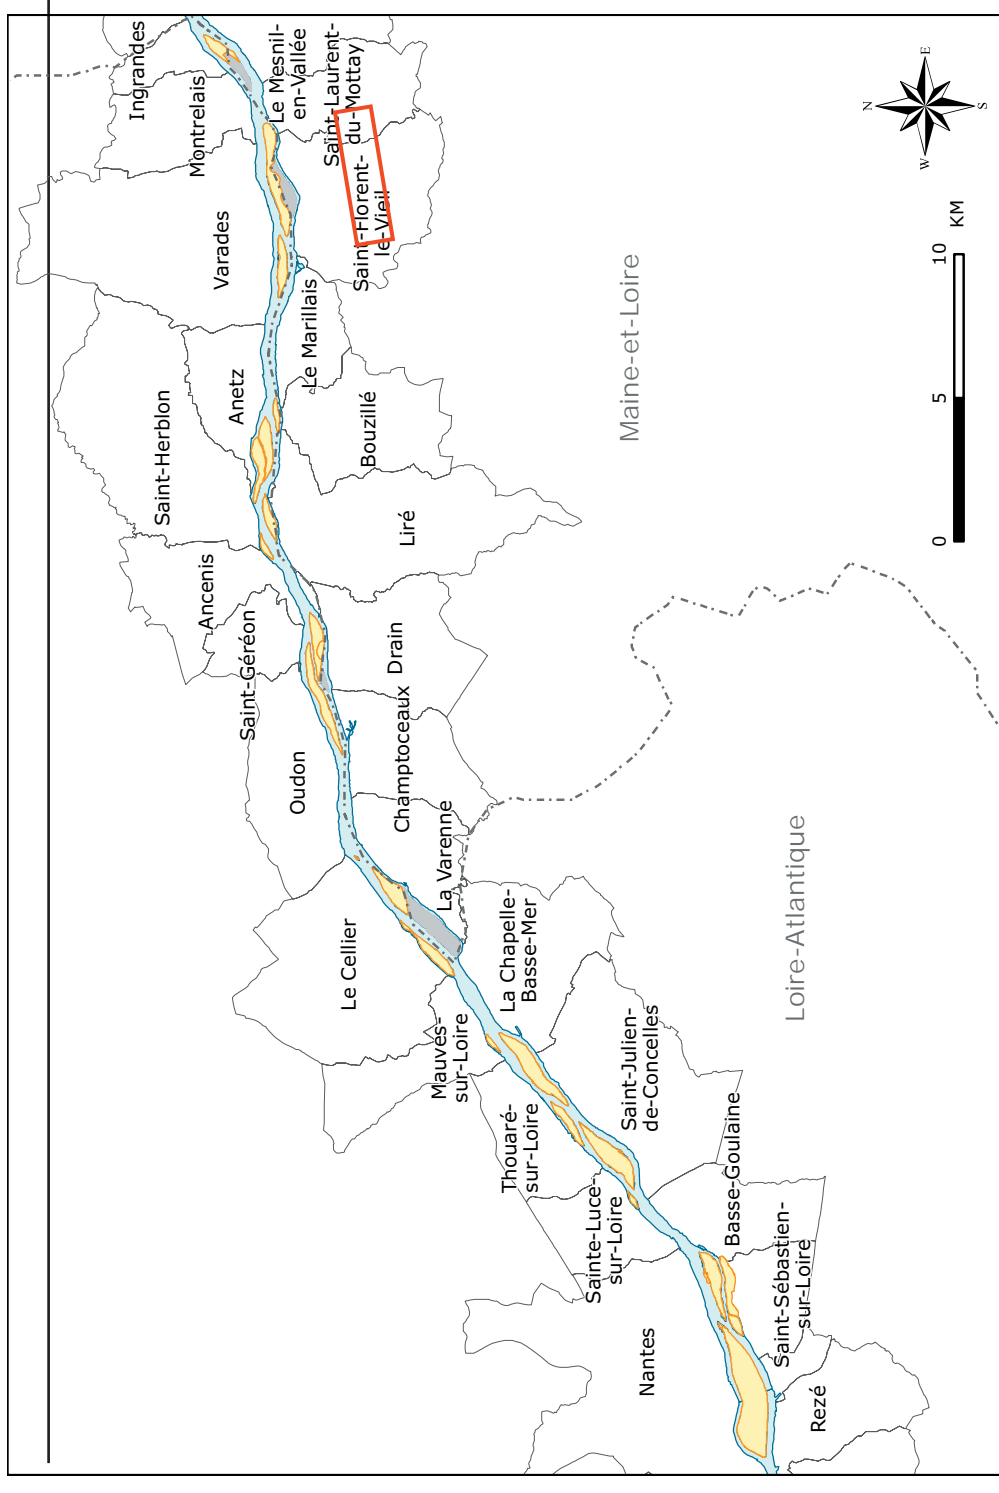 Ingrandes
Montrelais
Le Mesnil-
en-Vallée
Saint-Laurent-
du-Mottay
Varades
Saint-Florent-
le-Vieil
Le Marillais
Saint-Herblon
Anetz
Bouzillé
Liré
Ancenis
Saint-Géréon
Drain
Oudon
Champtoceaux
La Varenne
Le Cellier
La Chapelle-
Basse-Mer
Mauves-
sur-Loire
Saint-Julien-
de-Concelles
Thouaré-
sur-Loire
Sainte-Luce-
sur-Loire
Basse-Goulaine
Saint-Sébastien-
sur-Loire
Nantes
Rezé
Maine-et-Loire
Loire-Atlantique
N
E
S
W
0 5 10
KM